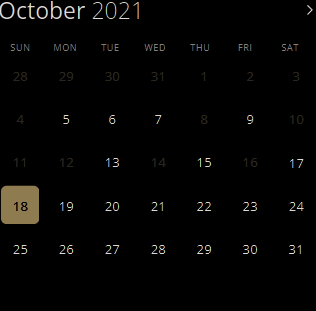 October 2021
SUN MON TUE WED THU FRI SAT
28 29 30 31 1 2 3
4 5 6 7 8 9 10
11 12 13 14 15 16 17
18 19 20 21 22 23 24
25 26 27 28 29 30 31